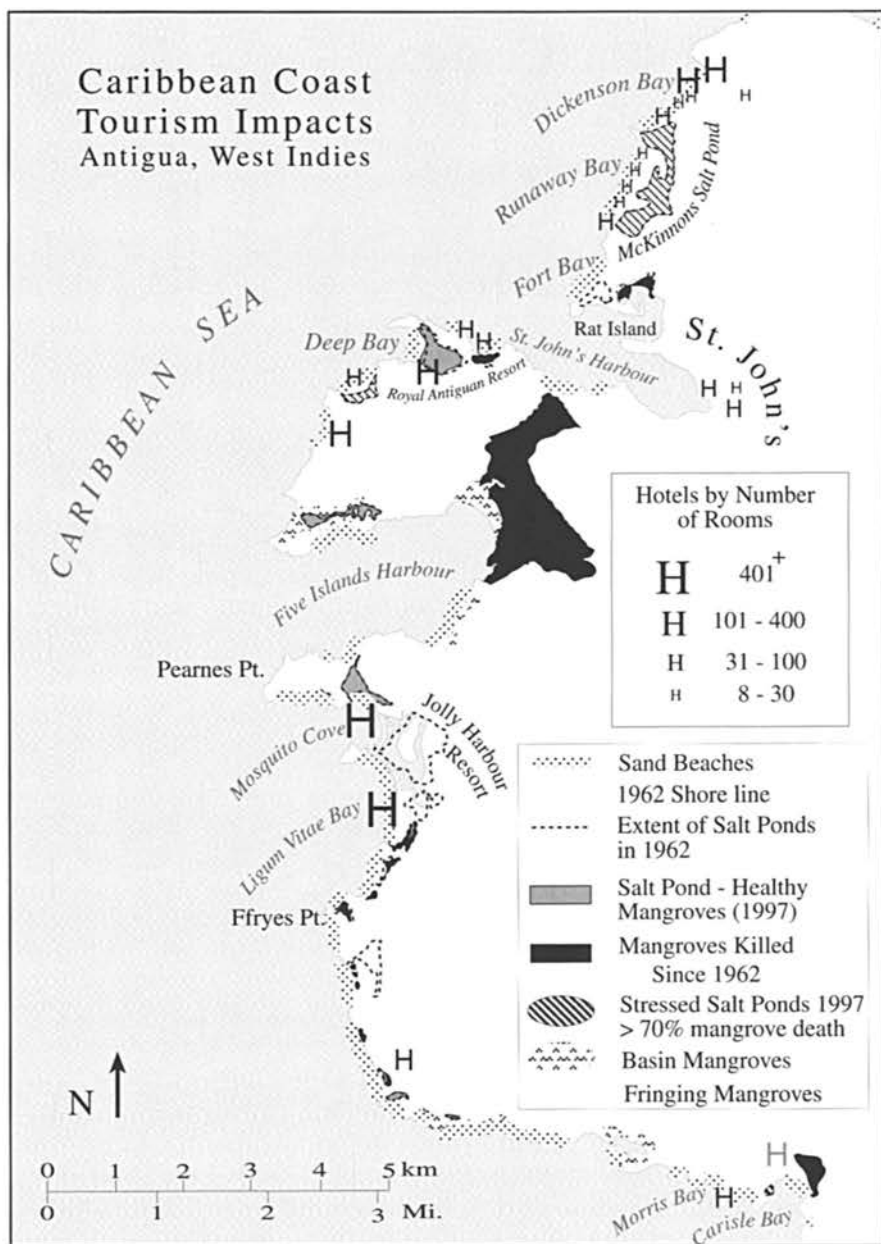 Caribbean Coast
Tourism Impacts
Antigua, West Indies
Dickenson Bay
H
H
H
H
H
H
Runaway Bay
H
H
H
H
H
McKinnons Salt Pond
Fort Bay
Rat Island
CARIBBEAN SEA
Deep Bay
H
H
St. John's Harbour
St. John's
H
H
Royal Antiguan Resort
H
H
H
H
Five Islands Harbour
Pearnes Pt.
H
Mosquito Cove
Jolly Harbour
Resort
H
Ligum Vitae Bay
Ffryes Pt.
H
N
0 1 2 3 4 5 km
0 1 2 3 Mi.
H
H
Morris Bay
Carisle Bay
Hotels by Number
of Rooms
H 401+
H 101 - 400
H 31 - 100
H 8 - 30
Sand Beaches
1962 Shore line
Extent of Salt Ponds
in 1962
Salt Pond - Healthy
Mangroves (1997)
Mangroves Killed
Since 1962
Stressed Salt Ponds 1997
> 70% mangrove death
Basin Mangroves
Fringing Mangroves